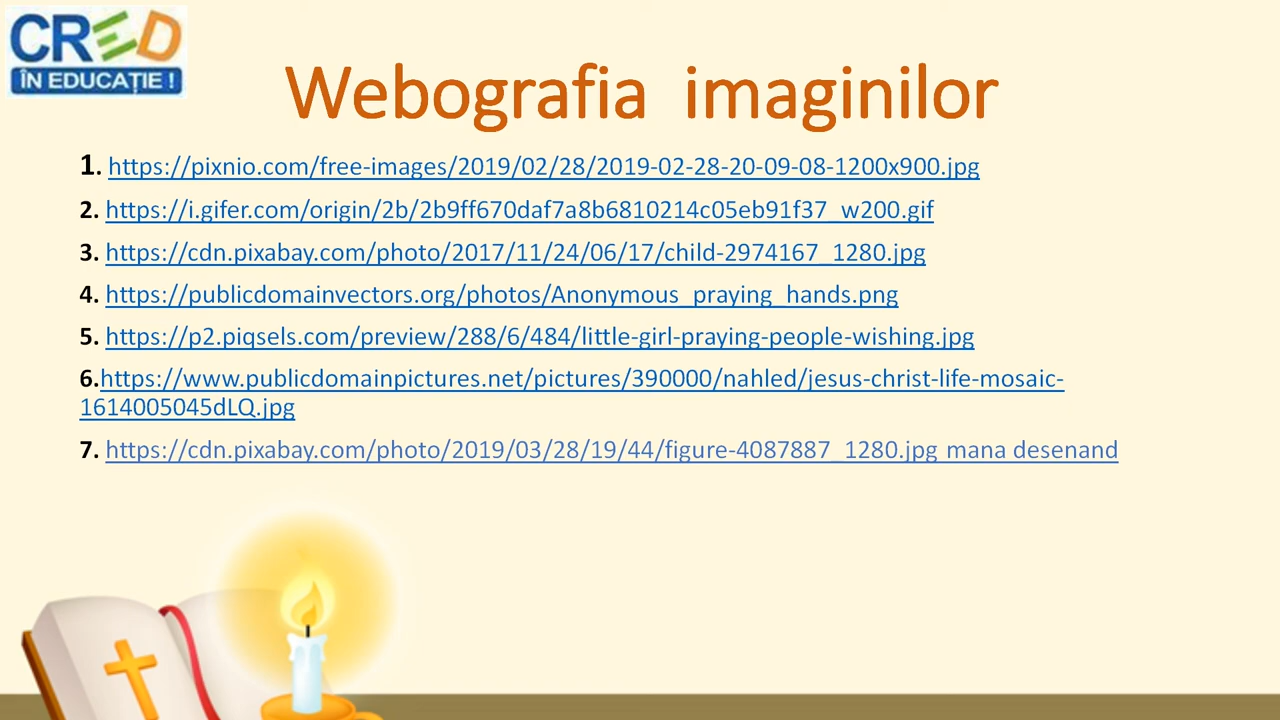 CRED
ÎN EDUCAȚIE !
Webografia imaginilor
1. https://pixnio.com/free-images/2019/02/28/2019-02-28-20-09-08-1200x900.jpg
2. https://i.gifer.com/origin/2b/2b9ff670daf7a8b6810214c05eb91f37_w200.gif
3. https://cdn.pixabay.com/photo/2017/11/24/06/17/child-2974167_1280.jpg
4. https://publicdomainvectors.org/photos/Anonymous_praying_hands.png
5. https://p2.piqsels.com/preview/288/6/484/little-girl-praying-people-wishing.jpg
6.https://www.publicdomainpictures.net/pictures/390000/nahled/jesus-christ-life-mosaic-
1614005045dLQ.jpg
7. https://cdn.pixabay.com/photo/2019/03/28/19/44/figure-4087887_1280.jpg mana desenand